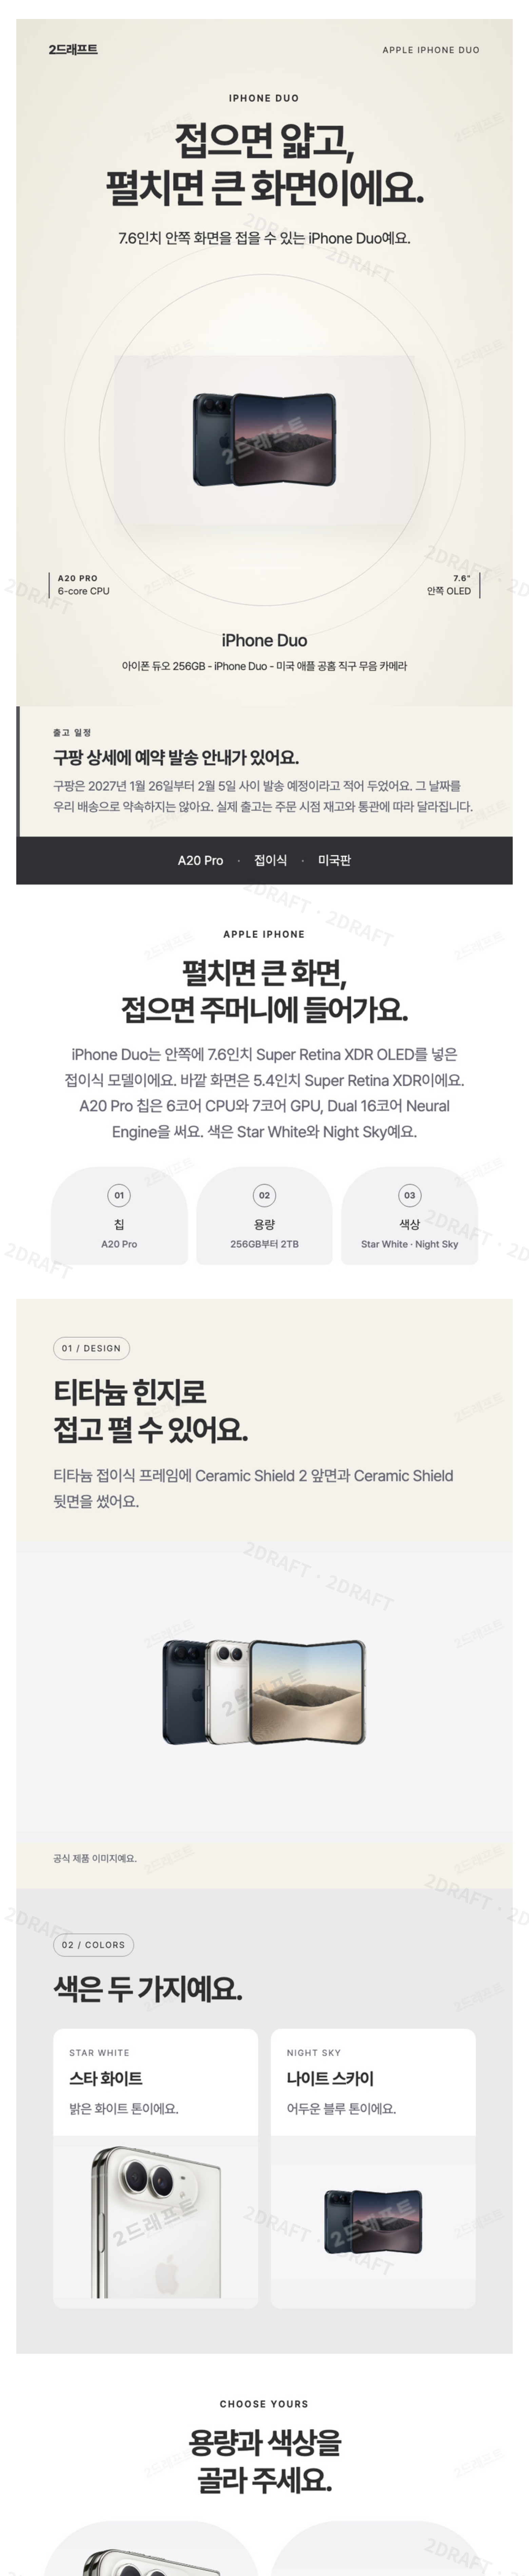 2드래프트
APPLE IPHONE DUO
IPHONE DUO
접으면 얇고,
펼치면 큰 화면이에요.
7.6인치 안쪽 화면을 접을 수 있는 iPhone Duo예요.
A20 PRO
6-core CPU
7.6"
안쪽 OLED
iPhone Duo
아이폰 듀오 256GB - iPhone Duo - 미국 애플 공홈 직구 무음 카메라
출고 일정
구팡 상세에 예약 발송 안내가 있어요.
구팡은 2027년 1월 26일부터 2월 5일 사이 발송 예정이라고 적어 두었어요. 그 날짜를
우리 배송으로 약속하지는 않아요. 실제 출고는 주문 시점 재고와 통관에 따라 달라집니다.
A20 Pro · 접이식 · 미국판
APPLE IPHONE
펼치면 큰 화면,
접으면 주머니에 들어가요.
iPhone Duo는 안쪽에 7.6인치 Super Retina XDR OLED를 넣은
접이식 모델이에요. 바깥 화면은 5.4인치 Super Retina XDR이에요.
A20 Pro 칩은 6코어 CPU와 7코어 GPU, Dual 16코어 Neural
Engine을 써요. 색은 Star White와 Night Sky예요.
01
칩
A20 Pro
02
용량
256GB부터 2TB
03
색상
Star White · Night Sky
01 / DESIGN
티타늄 힌지로
접고 펼 수 있어요.
티타늄 접이식 프레임에 Ceramic Shield 2 앞면과 Ceramic Shield
뒷면을 썼어요.
2드래프트
2DRAFT · 2DRAFT
공식 제품 이미지예요.
02 / COLORS
색은 두 가지예요.
STAR WHITE
스타 화이트
밝은 화이트 톤이에요.
NIGHT SKY
나이트 스카이
어두운 블루 톤이에요.
CHOOSE YOURS
용량과 색상을
골라 주세요.